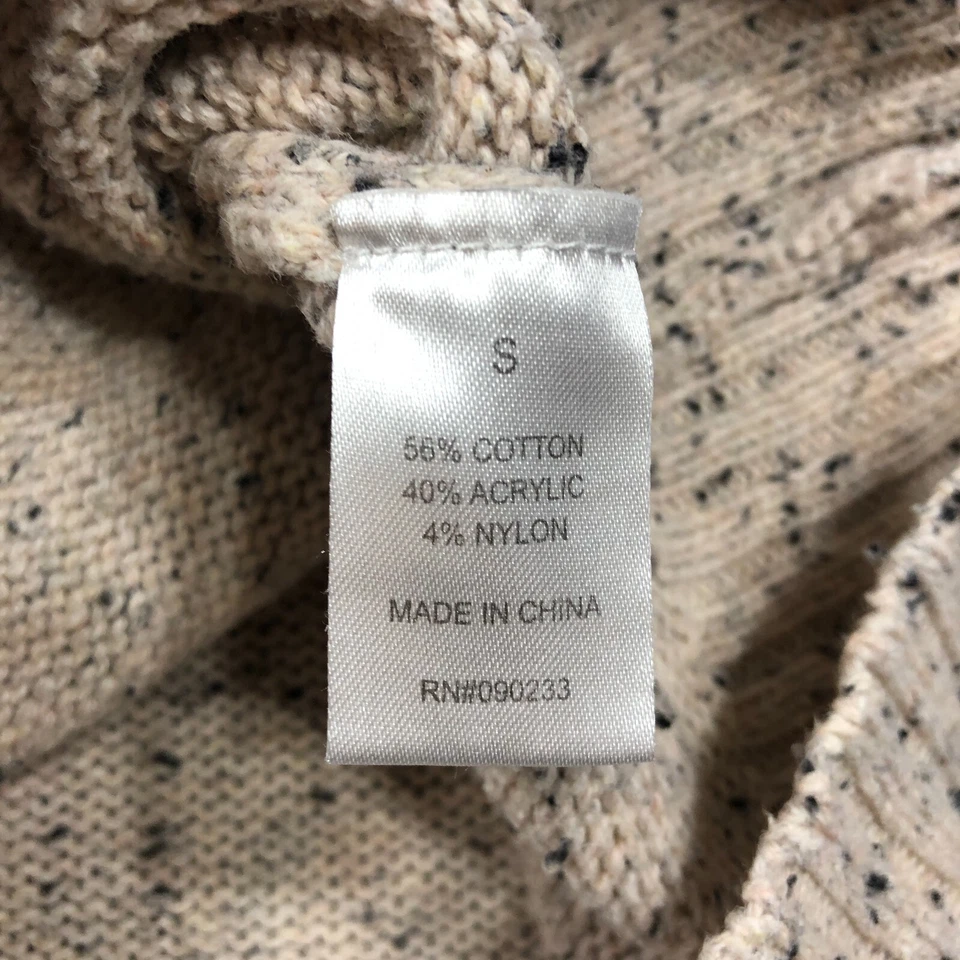 S
56% COTTON
40% ACRYLIC
4% NYLON
MADE IN CHINA
RN#090233